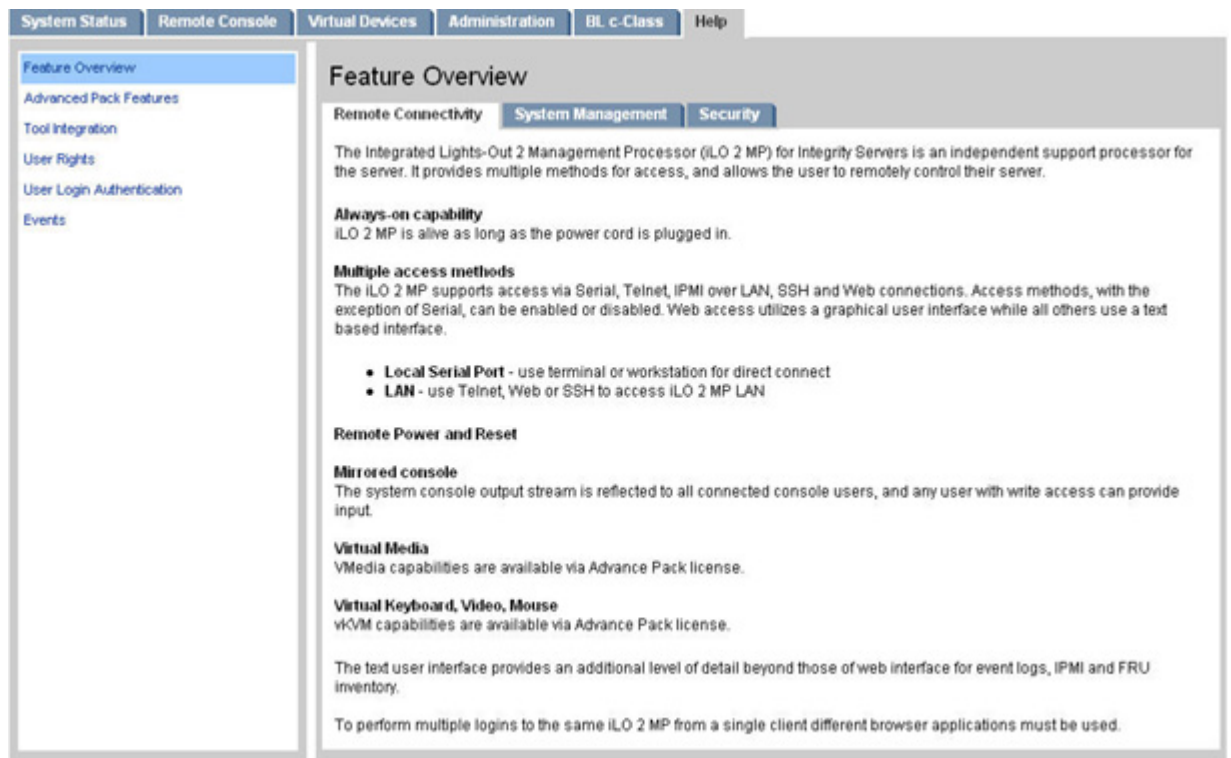 System Status Remote Console Virtual Devices Administration BL c-Class Help
Feature Overview
Advanced Pack Features
Tool Integration
User Rights
User Login Authentication
Events
Feature Overview
Remote Connectivity System Management Security
The Integrated Lights-Out 2 Management Processor (iLO 2 MP) for Integrity Servers is an independent support processor for
the server. It provides multiple methods for access, and allows the user to remotely control their server.
Always-on capability
iLO 2 MP is alive as long as the power cord is plugged in.
Multiple access methods
The iLO 2 MP supports access via Serial, Telnet, IPMI over LAN, SSH and Web connections. Access methods, with the
exception of Serial, can be enabled or disabled. Web access utilizes a graphical user interface while all others use a text
based interface.
• Local Serial Port - use terminal or workstation for direct connect
• LAN - use Telnet, Web or SSH to access iLO 2 MP LAN
Remote Power and Reset
Mirrored console
The system console output stream is reflected to all connected console users, and any user with write access can provide
input.
Virtual Media
VMedia capabilities are available via Advance Pack license.
Virtual Keyboard, Video, Mouse
vKVM capabilities are available via Advance Pack license.
The text user interface provides an additional level of detail beyond those of web interface for event logs, IPMI and FRU
inventory.
To perform multiple logins to the same iLO 2 MP from a single client different browser applications must be used.